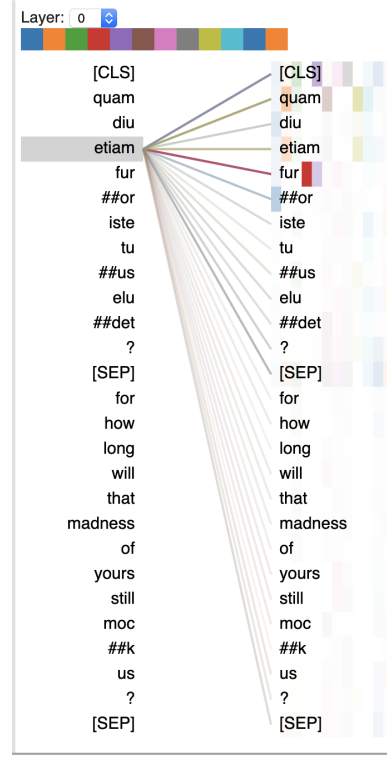 Layer: 0
[CLS] [CLS]
quam quam
diu diu
etiam etiam
fur fur
##or ##or
iste iste
tu tu
##us ##us
elu elu
##det ##det
? ?
[SEP] [SEP]
for for
how how
long long
will will
that that
madness madness
of of
yours yours
still still
moc moc
##k ##k
us us
? ?
[SEP] [SEP]